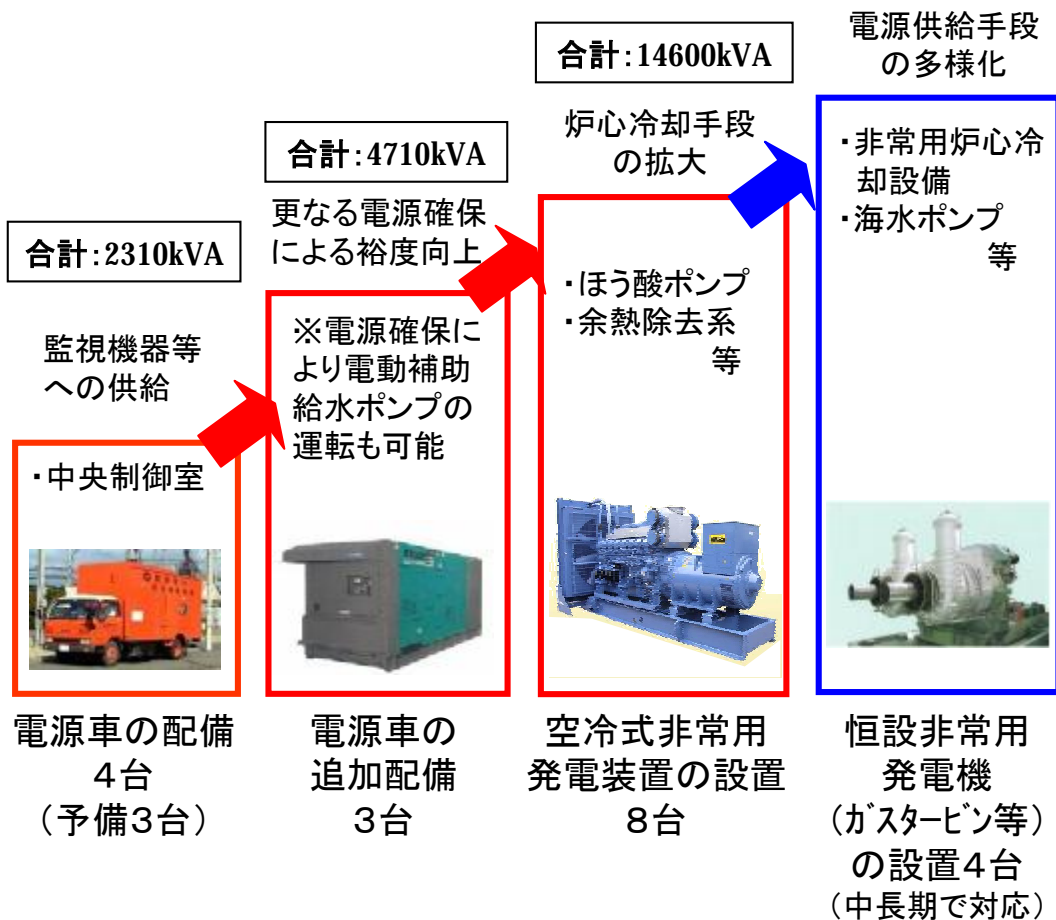 合計:2310kVA
監視機器等
への供給
・中央制御室
電源車の配備
4台
（予備3台）
合計:4710kVA
更なる電源確保
による裕度向上
※電源確保に
より電動補助
給水ポンプの
運転も可能
電源車の
追加配備
3台
合計:14600kVA
炉心冷却手段
の拡大
・ほう酸ポンプ
・余熱除去系
等
空冷式非常用
発電装置の設置
8台
電源供給手段
の多様化
・非常用炉心冷
却設備
・海水ポンプ
等
恒設非常用
発電機
（ガスタービン等）
の設置4台
（中長期で対応）